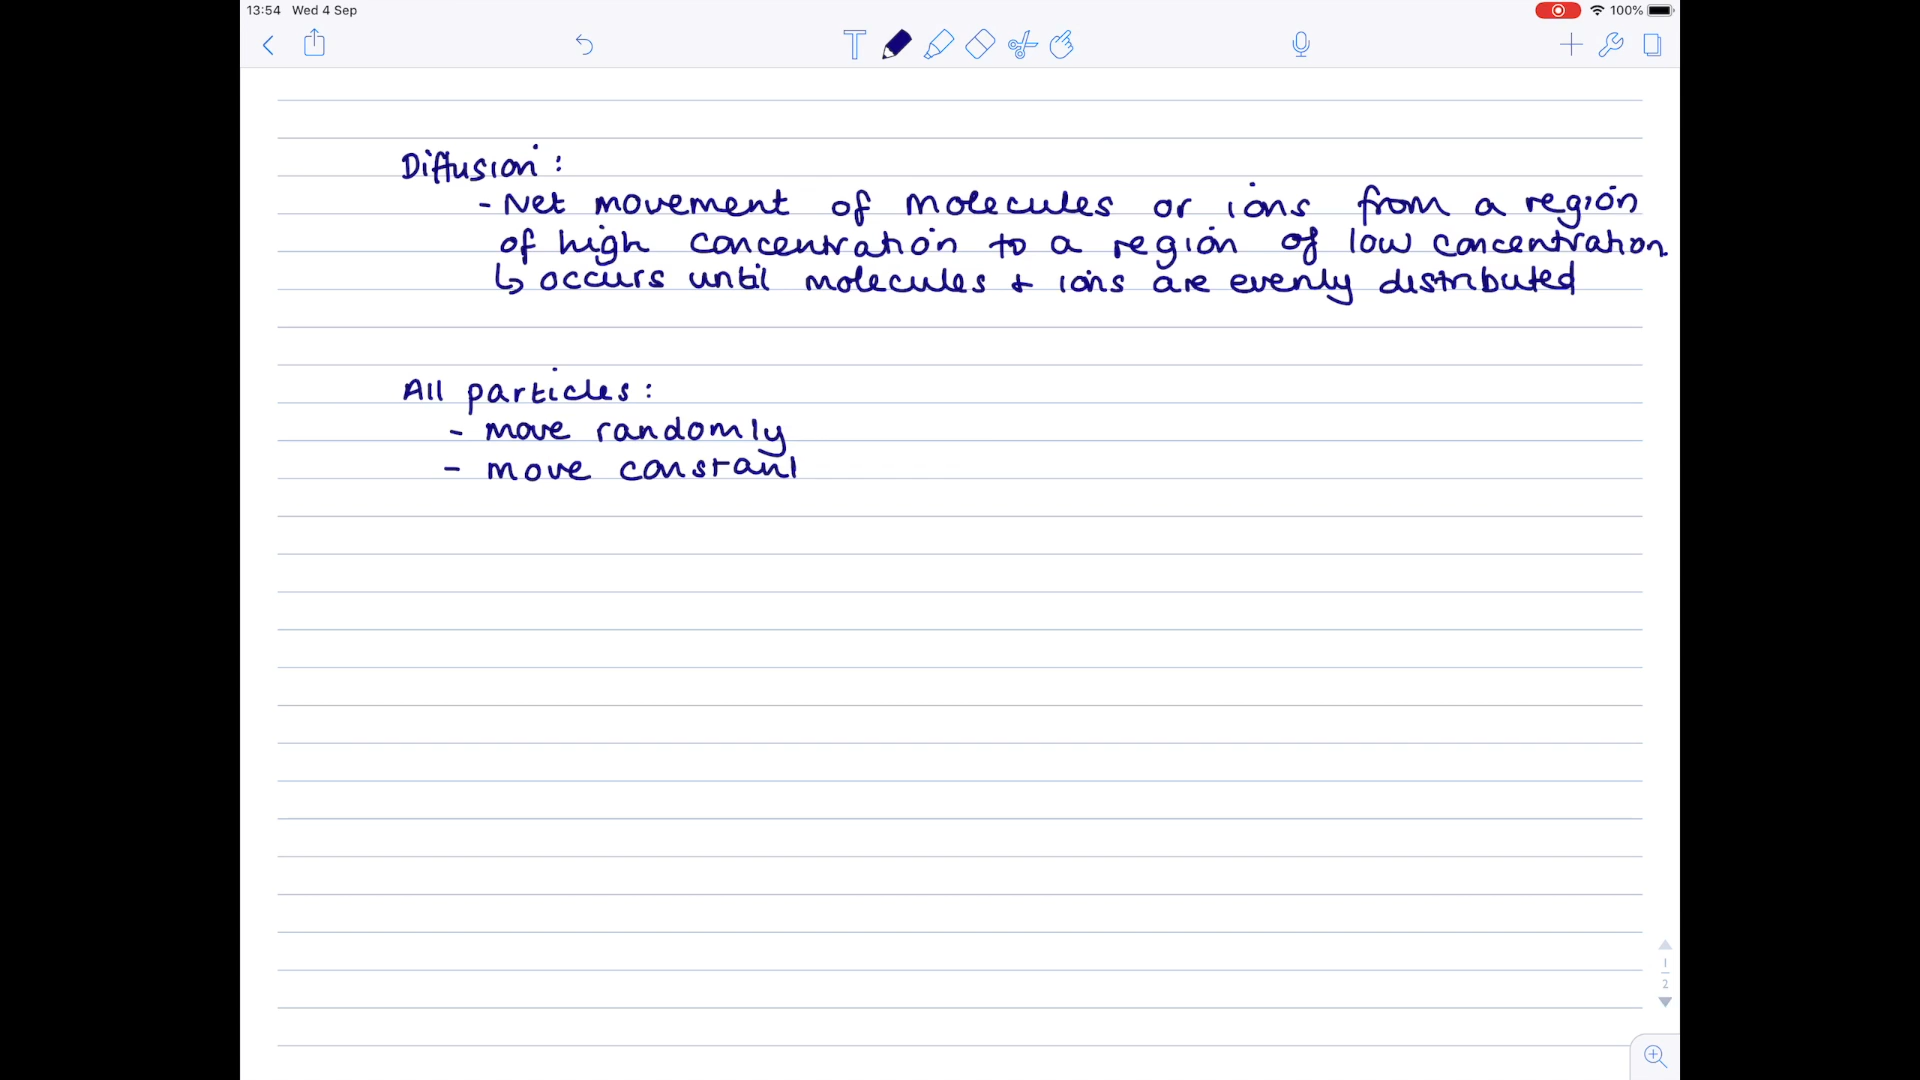 13:54 Wed 4 Sep 100%
T
Diffusion :
- Net movement of molecules or ions from a region
of high concentration to a region of low concentration.
↳ occurs until molecules + ions are evenly distributed
All particles :
- move randomly
- move constant
1
2